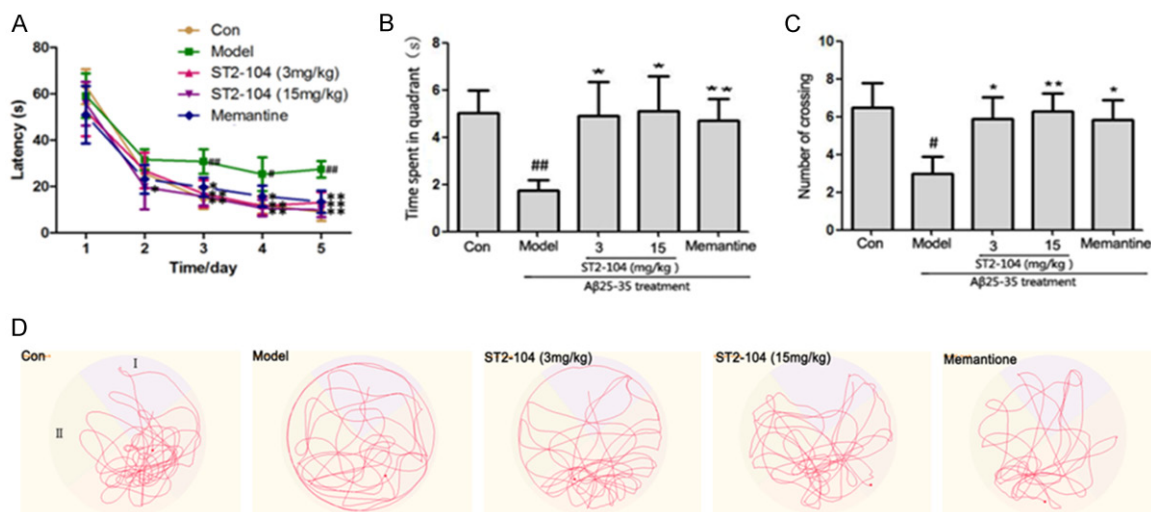 A
Con
Model
ST2-104 (3mg/kg)
ST2-104 (15mg/kg)
Memantine
Latency (s)
80
60
40
20
0
##
#
##
*
*
**
**
*
**
**
**
**
**
1 2 3 4 5
Time/day
B
Time spent in quadrant (s)
8
6
4
2
0
##
*
*
**
Con Model 3 15 Memantine
ST2-104 (mg/kg)
Aβ25-35 treatment
C
Number of crossing
10
8
6
4
2
0
#
*
**
*
Con Model 3 15 Memantine
ST2-104 (mg/kg)
Aβ25-35 treatment
D
Con
I
II
Model
ST2-104 (3mg/kg)
ST2-104 (15mg/kg)
Memantione